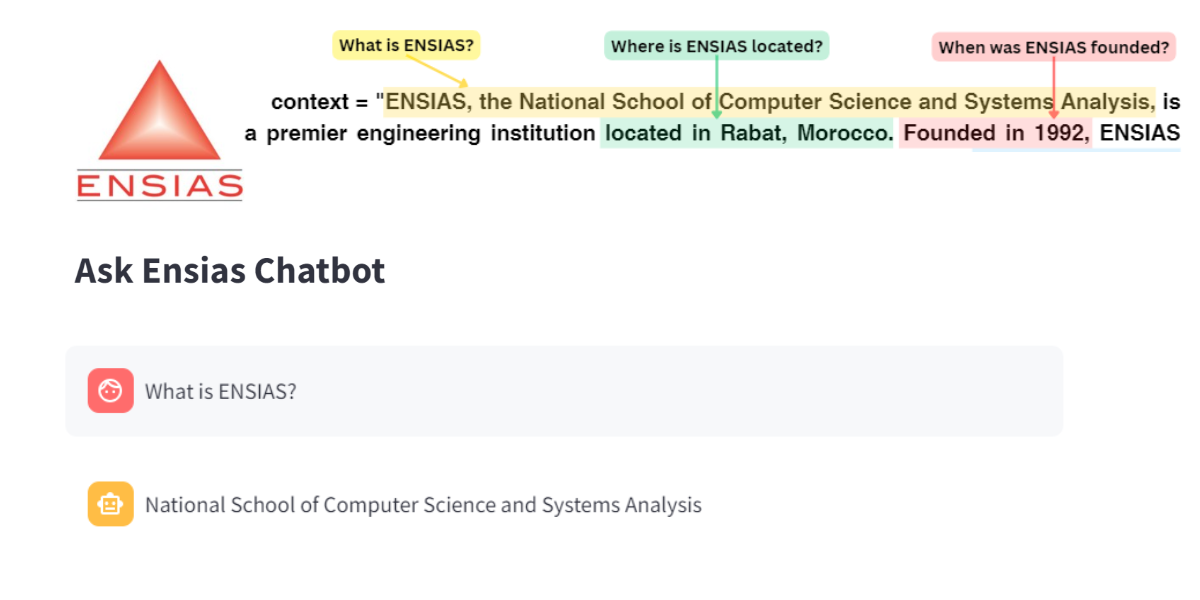 What is ENSIAS? Where is ENSIAS located? When was ENSIAS founded?
context = "ENSIAS, the National School of Computer Science and Systems Analysis, is
a premier engineering institution located in Rabat, Morocco. Founded in 1992, ENSIAS
ENSIAS
Ask Ensias Chatbot
What is ENSIAS?
National School of Computer Science and Systems Analysis